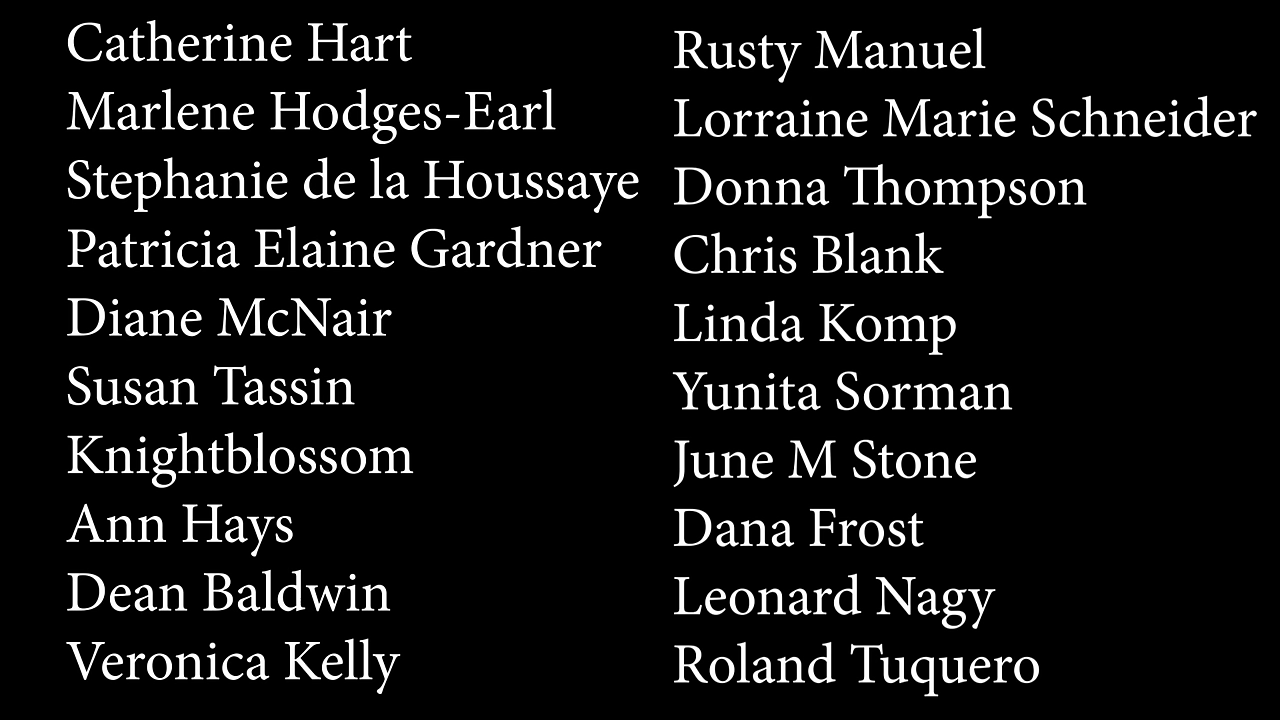 Catherine Hart
Marlene Hodges-Earl
Stephanie de la Houssaye
Patricia Elaine Gardner
Diane McNair
Susan Tassin
Knightblossom
Ann Hays
Dean Baldwin
Veronica Kelly
Rusty Manuel
Lorraine Marie Schneider
Donna Thompson
Chris Blank
Linda Komp
Yunita Sorman
June M Stone
Dana Frost
Leonard Nagy
Roland Tuquero